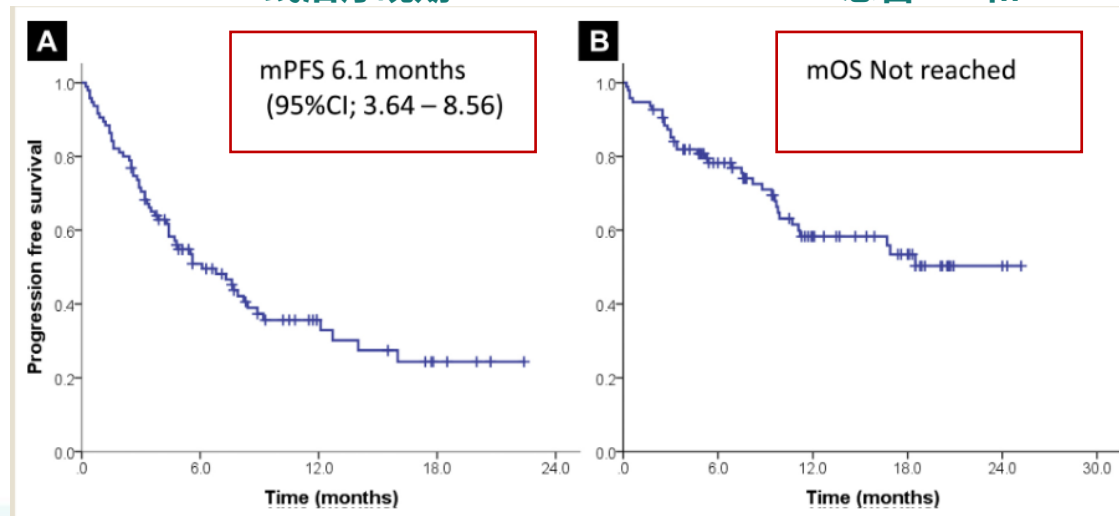 A
mPFS 6.1 months
(95%CI; 3.64 – 8.56)
Progression free survival
1.0
0.8
0.6
0.4
0.2
0.0
.0 6.0 12.0 18.0 24.0
Time (months)
B
mOS Not reached
1.0
0.8
0.6
0.4
0.2
0.0
.0 6.0 12.0 18.0 24.0 30.0
Time (months)